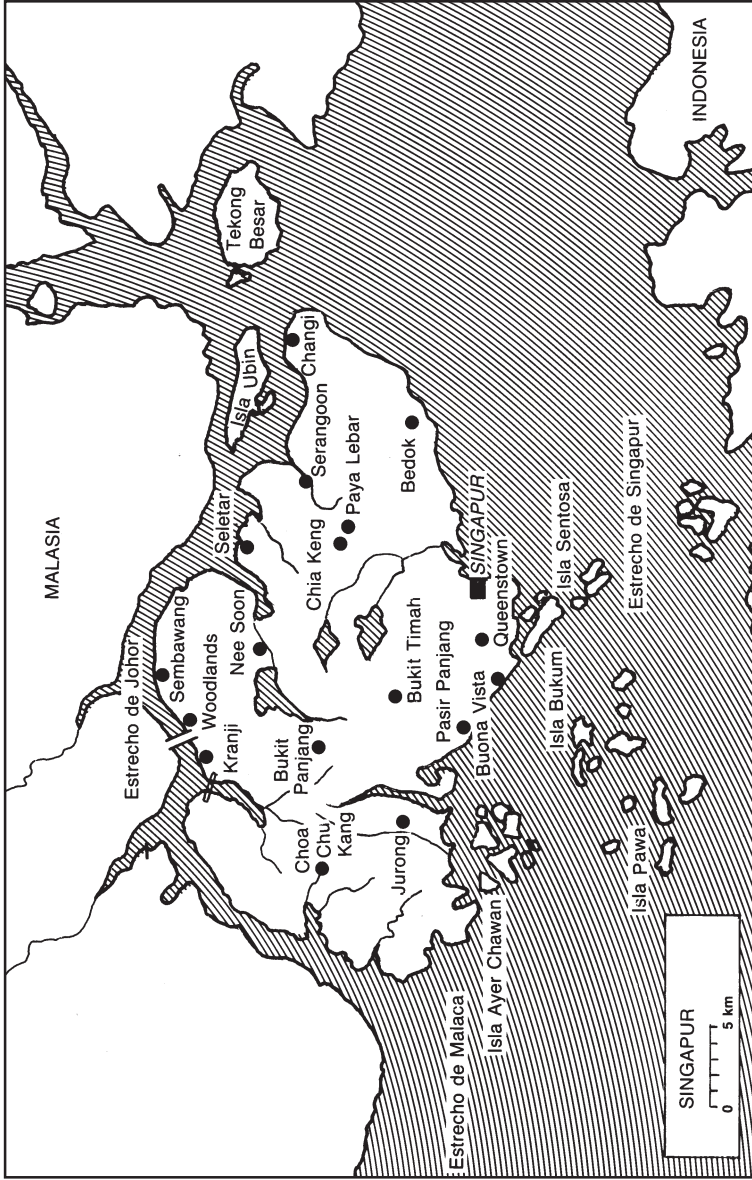 MALASIA
INDONESIA
Estrecho de Johor
Sembawang
Woodlands
Kranji
Nee Soon
Seletar
Isla Ubin
Tekong
Besar
Changi
Serangoon
Paya Lebar
Chia Keng
Bedok
Bukit
Panjang
Choa
Chu
Kang
Jurong
Bukit Timah
Pasir Panjang
Buona Vista
Queenstown
SINGAPUR
Isla Sentosa
Isla Bukum
Estrecho de Singapur
Isla Pawai
Isla Ayer Chawan
Estrecho de Malaca
SINGAPUR
0 5 km